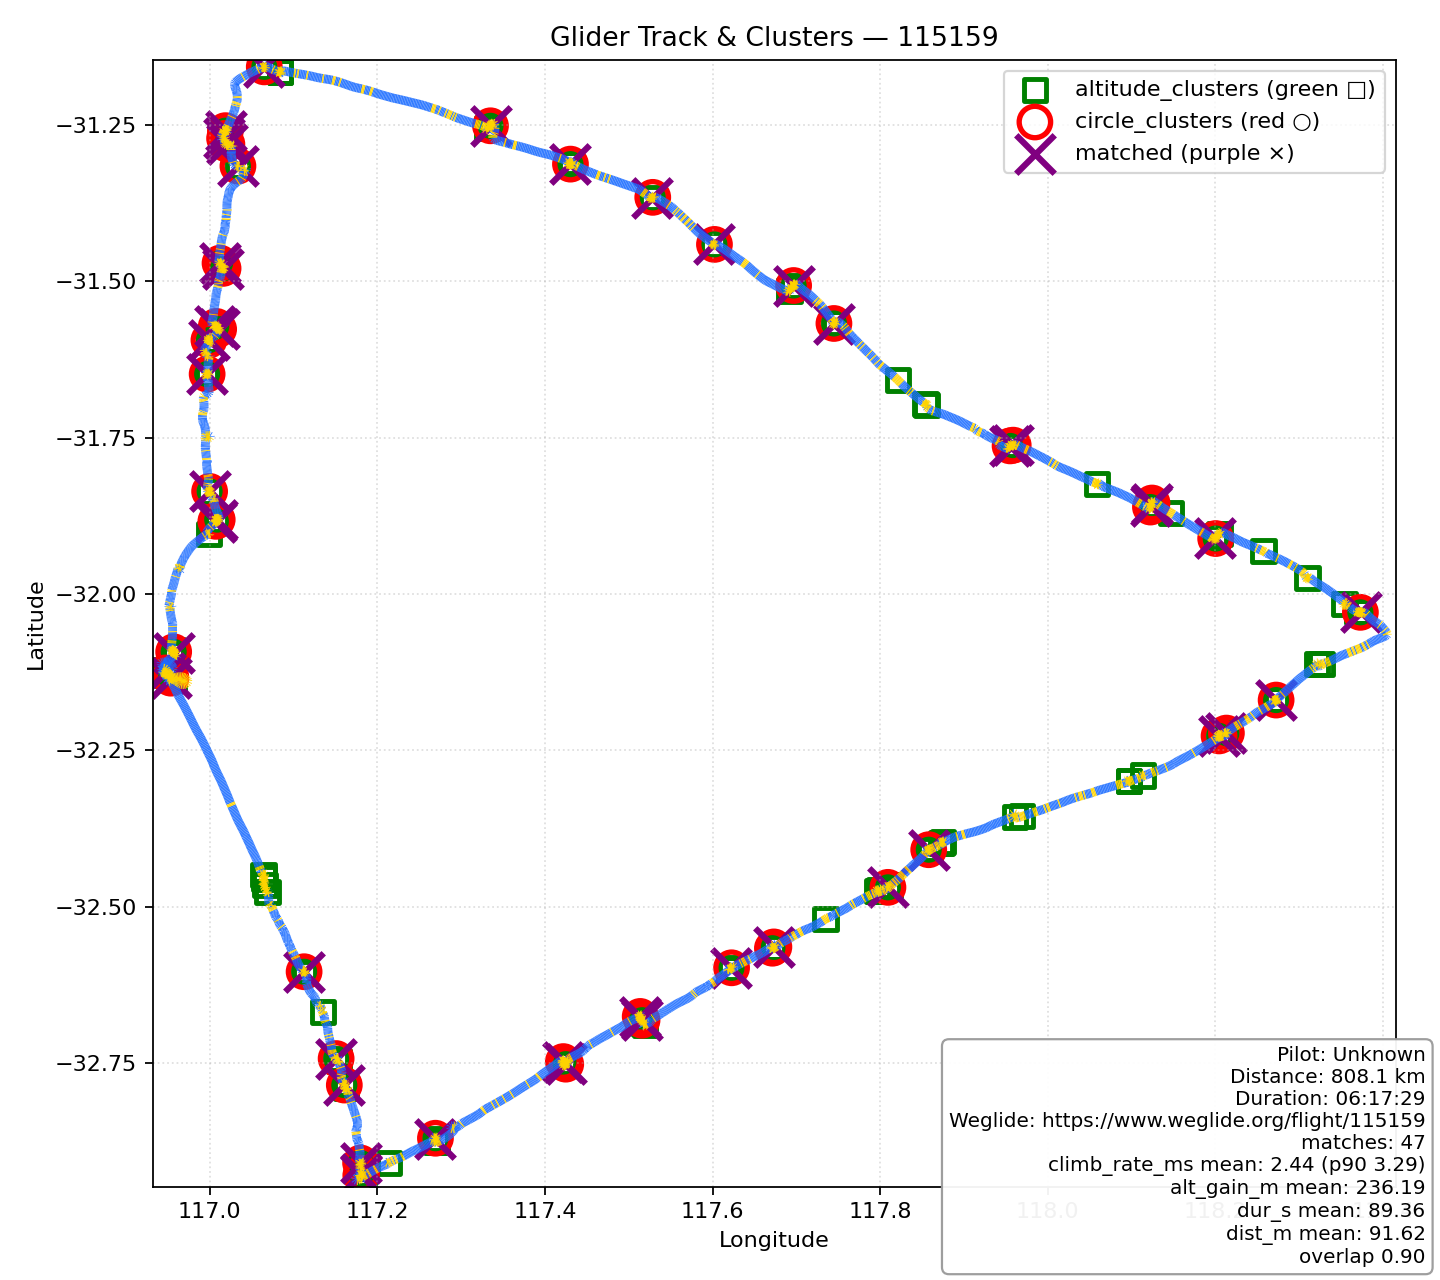 Glider Track & Clusters — 115159
altitude_clusters (green □)
circle_clusters (red ○)
matched (purple ×)
−31.25
−31.50
−31.75
−32.00
−32.25
−32.50
−32.75
Latitude
117.0
117.2
117.4
117.6
117.8
118.0
Longitude
Pilot: Unknown
Distance: 808.1 km
Duration: 06:17:29
Weglide: https://www.weglide.org/flight/115159
matches: 47
climb_rate_ms mean: 2.44 (p90 3.29)
alt_gain_m mean: 236.19
dur_s mean: 89.36
dist_m mean: 91.62
overlap 0.90